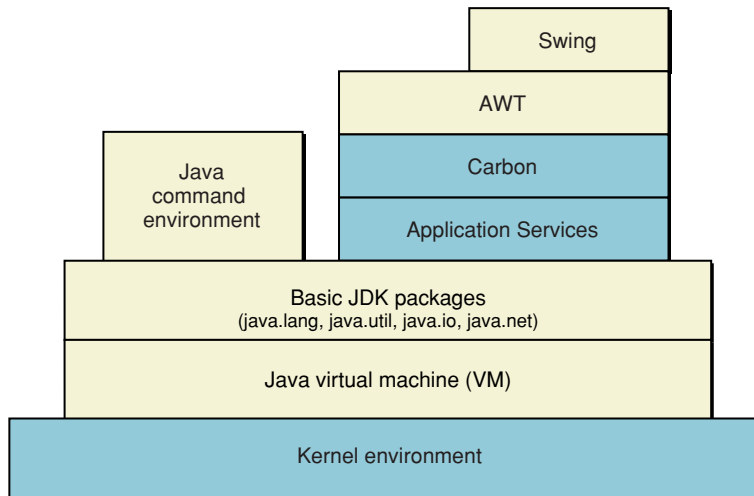 Swing
AWT
Carbon
Application Services
Java
command
environment
Basic JDK packages
(java.lang, java.util, java.io, java.net)
Java virtual machine (VM)
Kernel environment